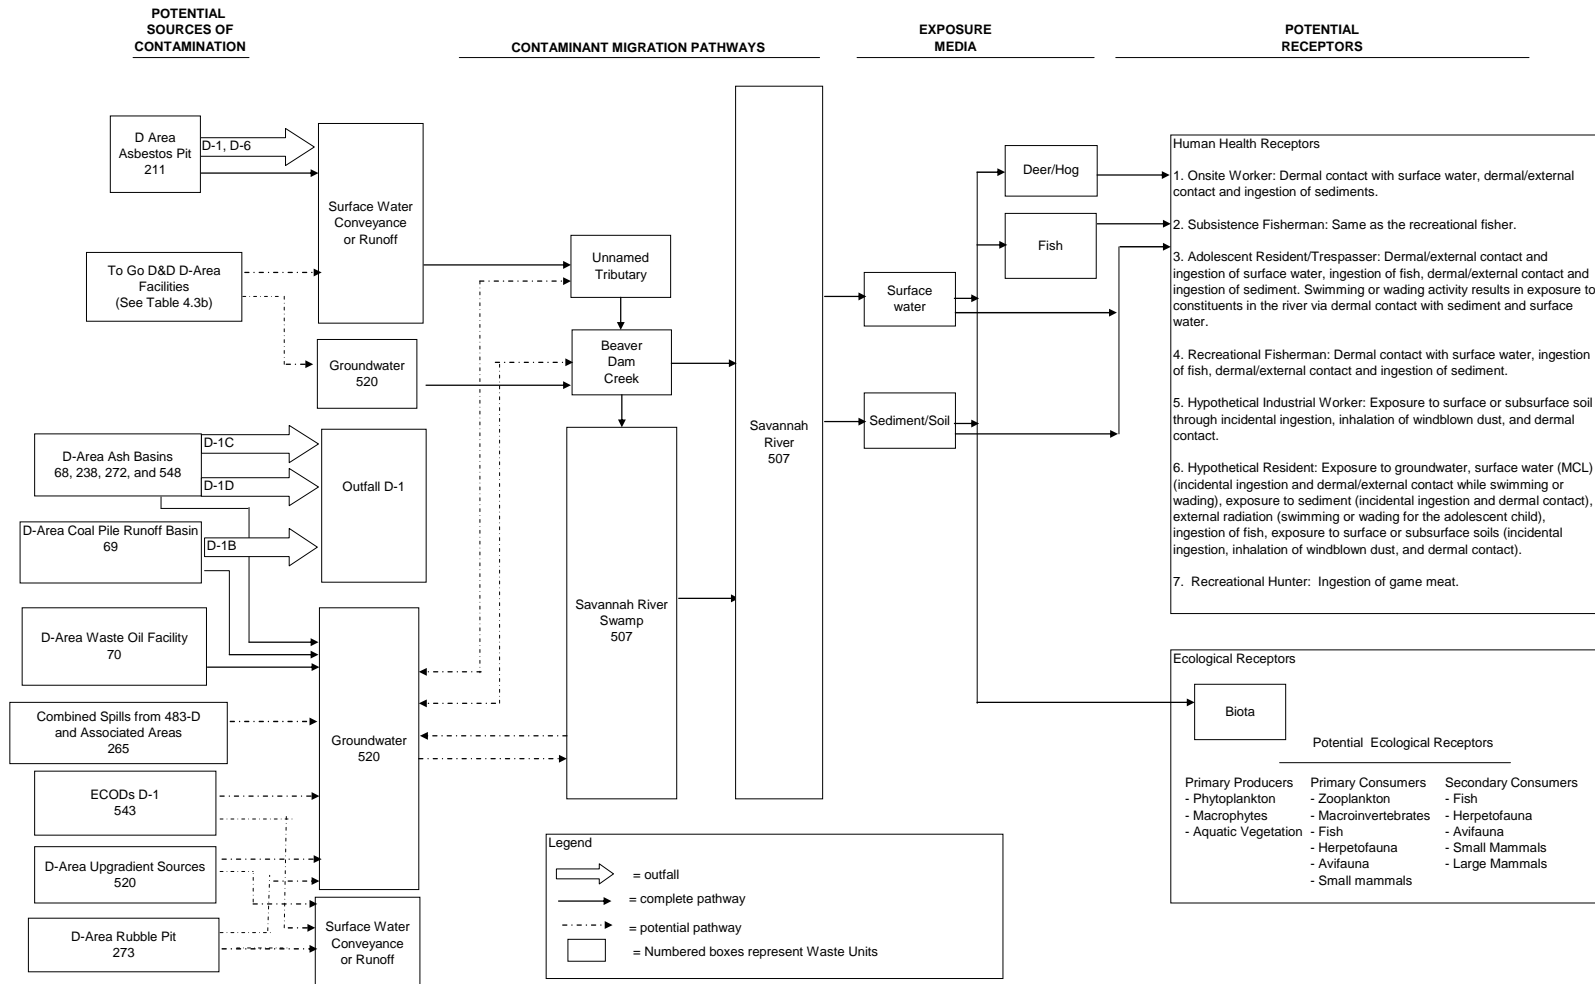 POTENTIAL
SOURCES OF
CONTAMINATION
CONTAMINANT MIGRATION PATHWAYS
EXPOSURE
MEDIA
POTENTIAL
RECEPTORS
D Area
Asbestos Pit
211
D-1, D-6
To Go D&D D-Area
Facilities
(See Table 4.3b)
D-Area Ash Basins
68, 238, 272, and 548
D-1C
D-1D
D-Area Coal Pile Runoff Basin
69
D-1B
D-Area Waste Oil Facility
70
Combined Spills from 483-D
and Associated Areas
265
ECODs D-1
543
D-Area Upgradient Sources
520
D-Area Rubble Pit
273
Surface Water
Conveyance
or Runoff
Groundwater
520
Outfall D-1
Groundwater
520
Surface Water
Conveyance
or Runoff
Unnamed
Tributary
Beaver
Dam
Creek
Savannah River
Swamp
507
Savannah
River
507
Surface
water
Sediment/Soil
Deer/Hog
Fish
Human Health Receptors
1. Onsite Worker: Dermal contact with surface water, dermal/external
contact and ingestion of sediments.
2. Subsistence Fisherman: Same as the recreational fisher.
3. Adolescent Resident/Trespasser: Dermal/external contact and
ingestion of surface water, ingestion of fish, dermal/external contact and
ingestion of sediment. Swimming or wading activity results in exposure to
constituents in the river via dermal contact with sediment and surface
water.
4. Recreational Fisherman: Dermal contact with surface water, ingestion
of fish, dermal/external contact and ingestion of sediment.
5. Hypothetical Industrial Worker: Exposure to surface or subsurface soil
through incidental ingestion, inhalation of windblown dust, and dermal
contact.
6. Hypothetical Resident: Exposure to groundwater, surface water (MCL)
(incidental ingestion and dermal/external contact while swimming or
wading), exposure to sediment (incidental ingestion and dermal contact),
external radiation (swimming or wading for the adolescent child),
ingestion of fish, exposure to surface or subsurface soils (incidental
ingestion, inhalation of windblown dust, and dermal contact).
7. Recreational Hunter: Ingestion of game meat.
Ecological Receptors
Biota
Potential Ecological Receptors
Primary Producers
- Phytoplankton
- Macrophytes
- Aquatic Vegetation
Primary Consumers
- Zooplankton
- Macroinvertebrates
- Fish
- Herpetofauna
- Avifauna
- Small mammals
Secondary Consumers
- Fish
- Herpetofauna
- Avifauna
- Small Mammals
- Large Mammals
Legend
= outfall
= complete pathway
= potential pathway
= Numbered boxes represent Waste Units